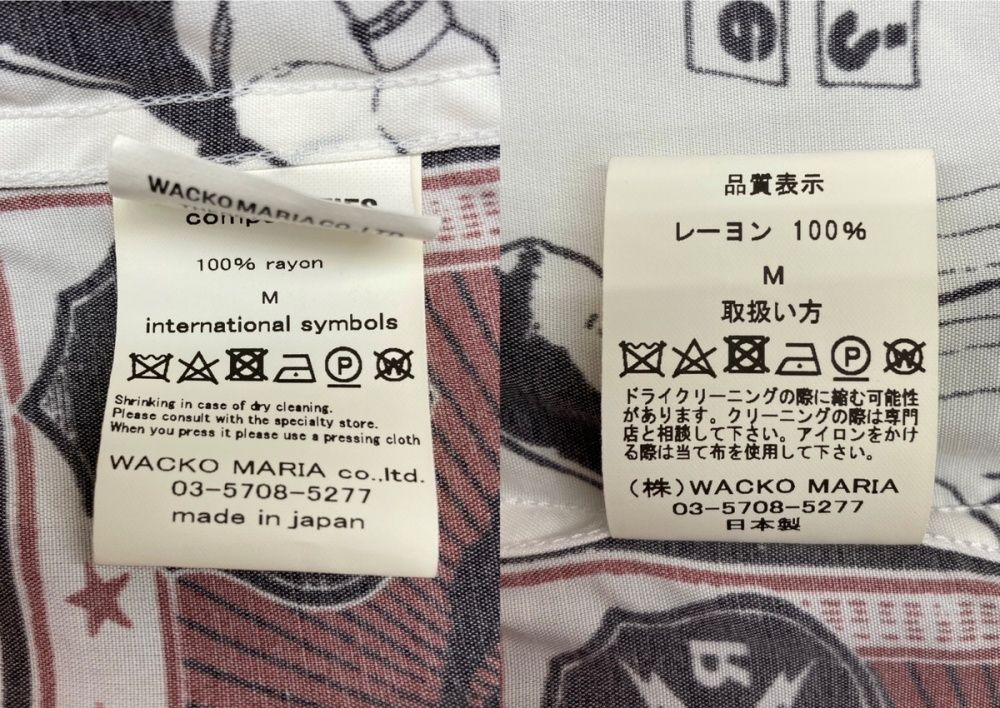 WACKO MARIA CO., LTD.
100% rayon
M
international symbols
P
W
Shrinking in case of dry cleaning.
Please consult with the specialty store.
When you press it please use a pressing cloth
WACKO MARIA co.,ltd.
03-5708-5277
made in japan
品質表示
レーヨン 100%
M
取扱い方
P
W
ドライクリーニングの際に縮む可能性
があります。クリーニングの際は専門
店と相談して下さい。アイロンをかけ
る際は当て布を使用して下さい。
(株)WACKO MARIA
03-5708-5277
日本製